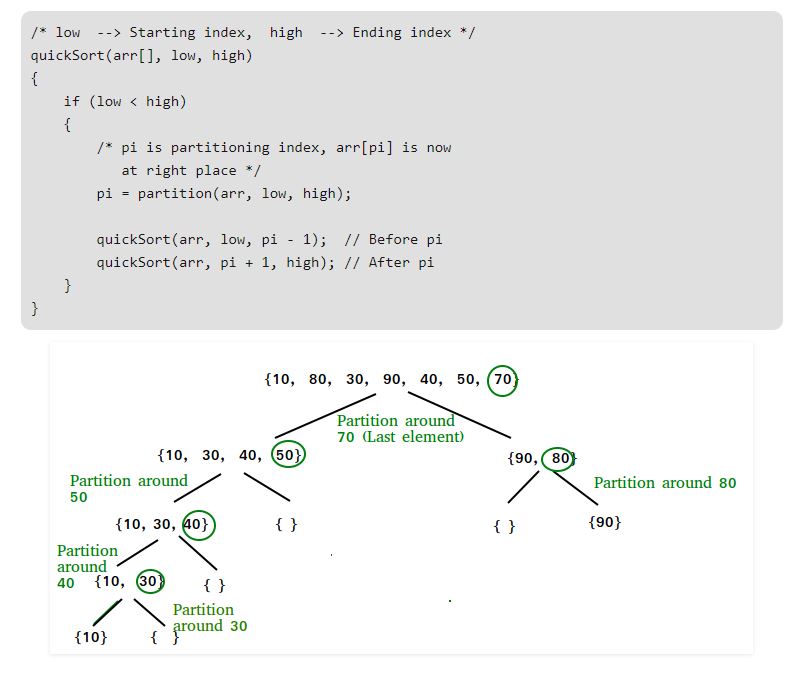 /* low  --> Starting index,  high  --> Ending index */
quickSort(arr[], low, high)
{
    if (low < high)
    {
        /* pi is partitioning index, arr[pi] is now
           at right place */
        pi = partition(arr, low, high);

        quickSort(arr, low, pi - 1);  // Before pi
        quickSort(arr, pi + 1, high); // After pi
    }
}
{10, 80, 30, 90, 40, 50, 70}
Partition around
70 (Last element)
{10, 30, 40, 50}
{90, 80}
Partition around
50
Partition around 80
{10, 30, 40}
{ }
{ }
{90}
Partition
around
40
{10, 30}
{ }
Partition
around 30
{10}
{ }